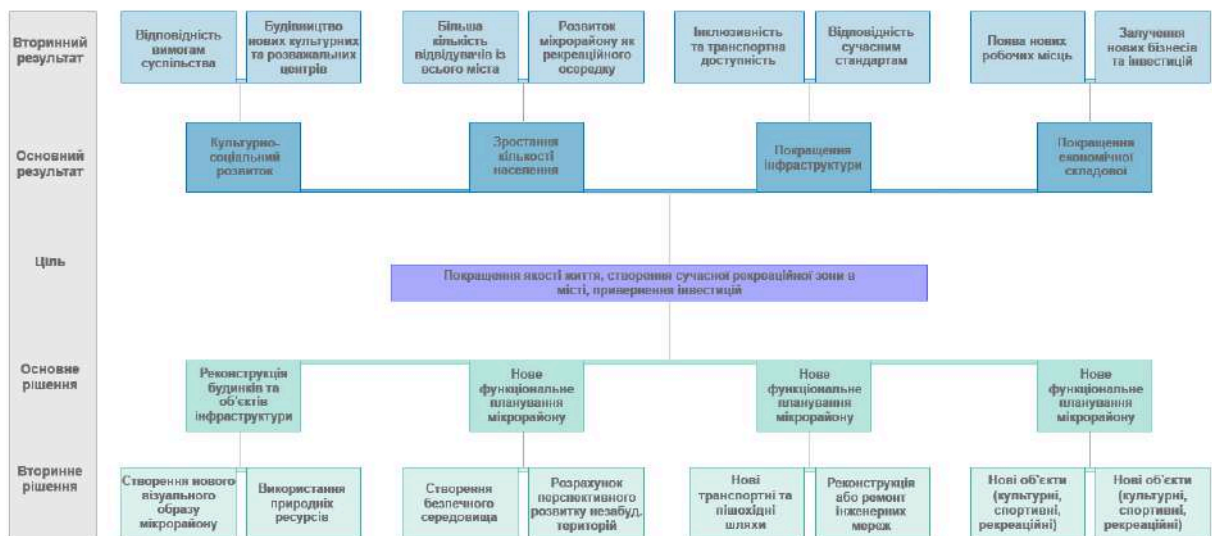 Вторинний
результат
Відповідність
вимогам
суспільства
Будівництво
нових культурних
та розважальних
центрів
Більша
кількість
відвідувачів із
всього міста
Розвиток
мікрорайону як
рекреаційного
осередку
Інклюзивність
та транспортна
доступність
Відповідність
сучасним
стандартам
Поява нових
робочих місць
Залучення
нових бізнесів
та інвестицій
Основний
результат
Культурно-
соціальний
розвиток
Зростання
кількості
населення
Покращення
інфраструктури
Покращення
економічної
складової
Ціль
Покращення якості життя, створення сучасної рекреаційної зони в
місті, привернення інвестицій
Основне
рішення
Реконструкція
будинків та
об'єктів
інфраструктури
Нове
функціональне
планування
мікрорайону
Нове
функціональне
планування
мікрорайону
Нове
функціональне
планування
мікрорайону
Вторинне
рішення
Створення нового
візуального
образу
мікрорайону
Використання
природніх
ресурсів
Створення
безпечного
середовища
Розрахунок
перспективного
розвитку незабуд.
територій
Нові
транспортні та
пішохідні
шляхи
Реконструкція
або ремонт
інженерних
мереж
Нові об'єкти
(культурні,
спортивні,
рекреаційні)
Нові об'єкти
(культурні,
спортивні,
рекреаційні)